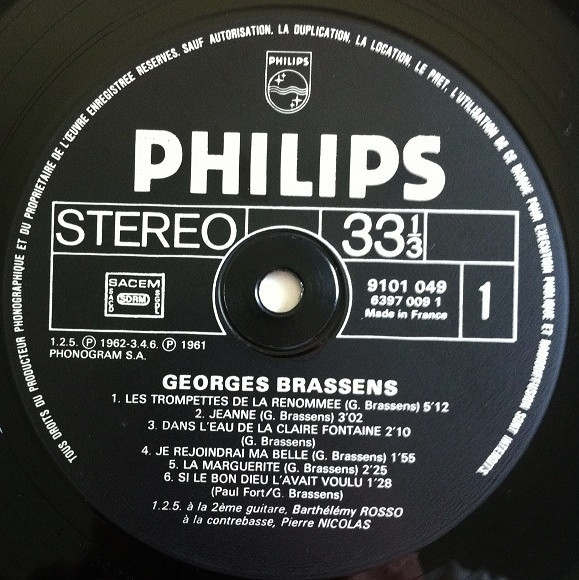 TOUS DROITS DU PRODUCTEUR PHONOGRAPHIQUE ET DU PROPRIETAIRE DE L'ŒUVRE ENREGISTREE RESERVES. SAUF AUTORISATION, LA DUPLICATION, LA LOCATION, LE PRET, L'UTILISATION DE CE DISQUE POUR EXECUTION PUBLIQUE ET RADIODIFFUSION SONT INTERDITS
PHILIPS
PHILIPS
STEREO
33 1/3
SACEM
SACD SDRM SGDL
9101 049
6397 009 1
Made in France
1
1.2.5. Ⓟ 1962-3.4.6. Ⓟ 1961
PHONOGRAM S.A.
GEORGES BRASSENS
1. LES TROMPETTES DE LA RENOMMEE (G. Brassens) 5'12
2. JEANNE (G. Brassens) 3'02
3. DANS L'EAU DE LA CLAIRE FONTAINE 2'10
(G. Brassens)
4. JE REJOINDRAI MA BELLE (G. Brassens) 1'55
5. LA MARGUERITE (G. Brassens) 2'25
6. SI LE BON DIEU L'AVAIT VOULU 1'28
(Paul Fort/G. Brassens)
1.2.5. à la 2ème guitare, Barthélémy ROSSO
à la contrebasse, Pierre NICOLAS